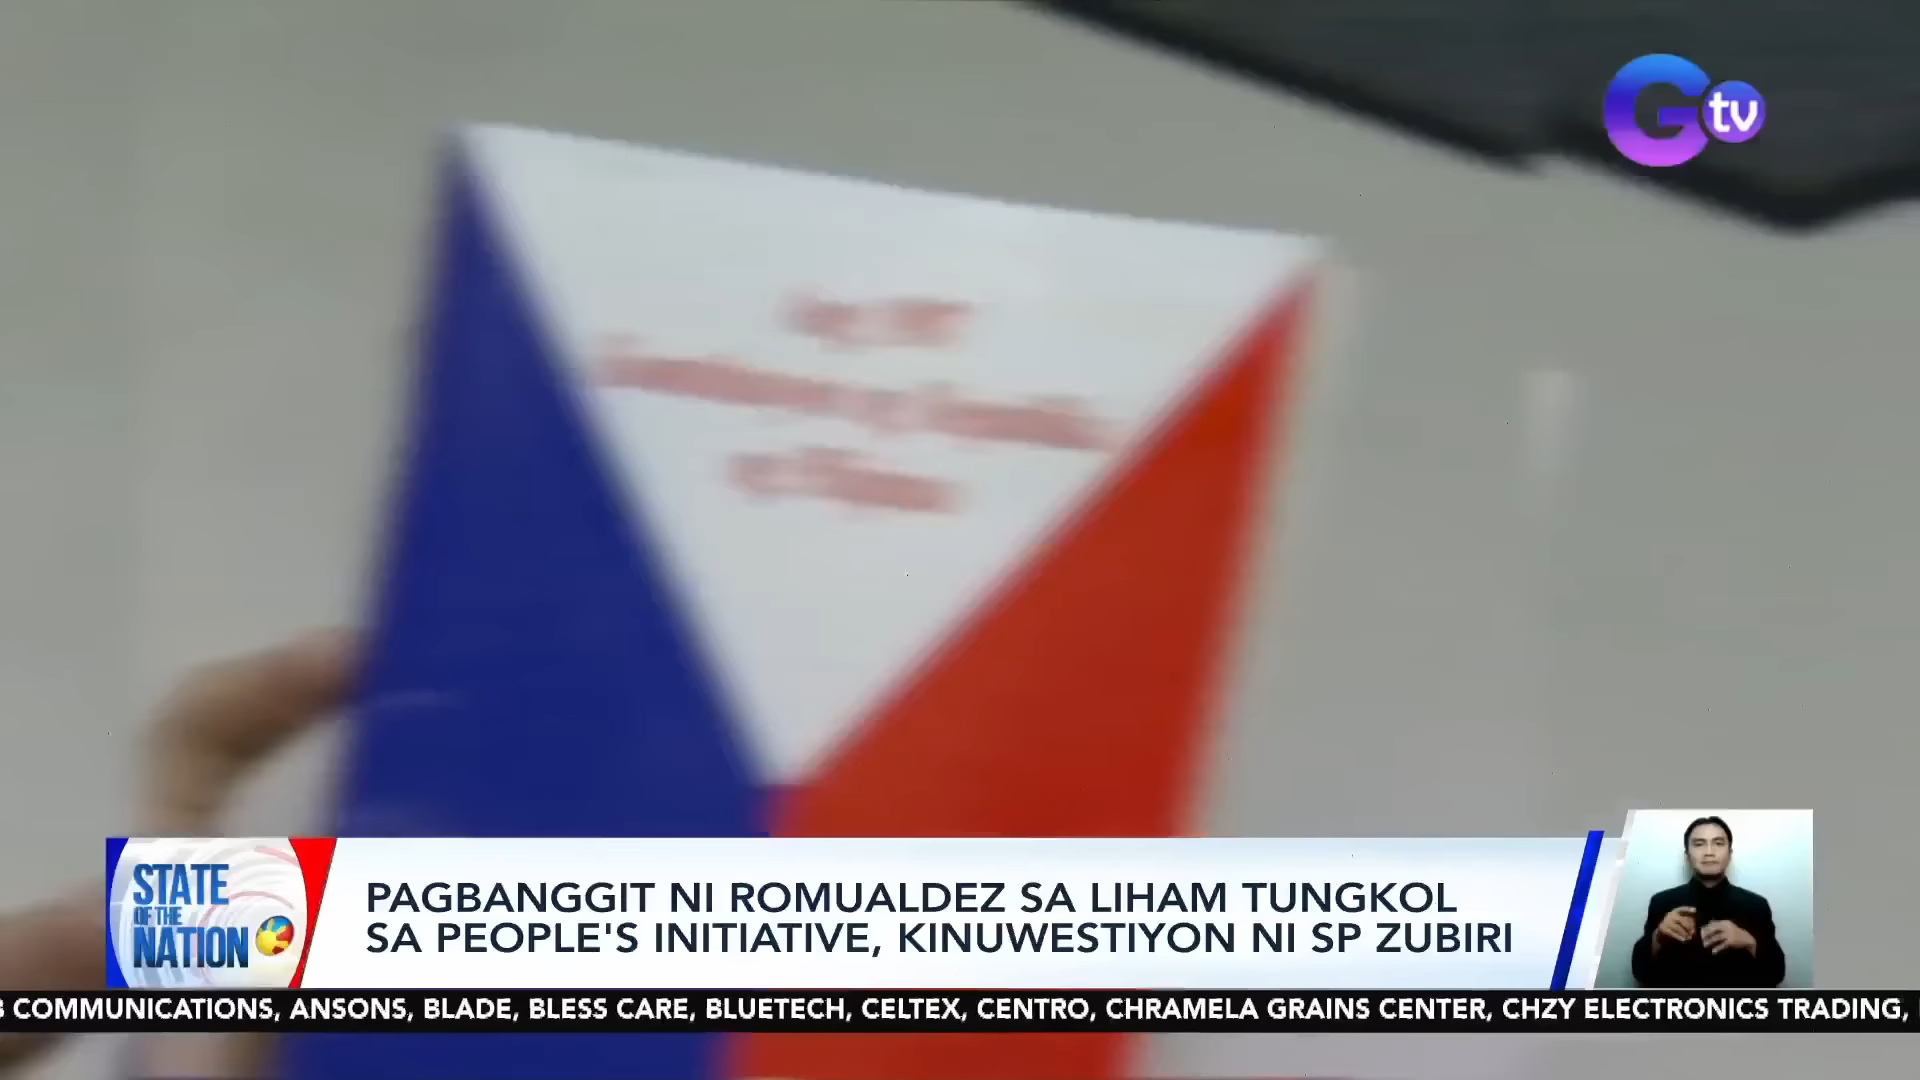 G tv
STATE
OF THE
NATION
PAGBANGGIT NI ROMUALDEZ SA LIHAM TUNGKOL
SA PEOPLE'S INITIATIVE, KINUWESTIYON NI SP ZUBIRI
COMMUNICATIONS, ANSONS, BLADE, BLESS CARE, BLUETECH, CELTEX, CENTRO, CHRAMELA GRAINS CENTER, CHZY ELECTRONICS TRADING,